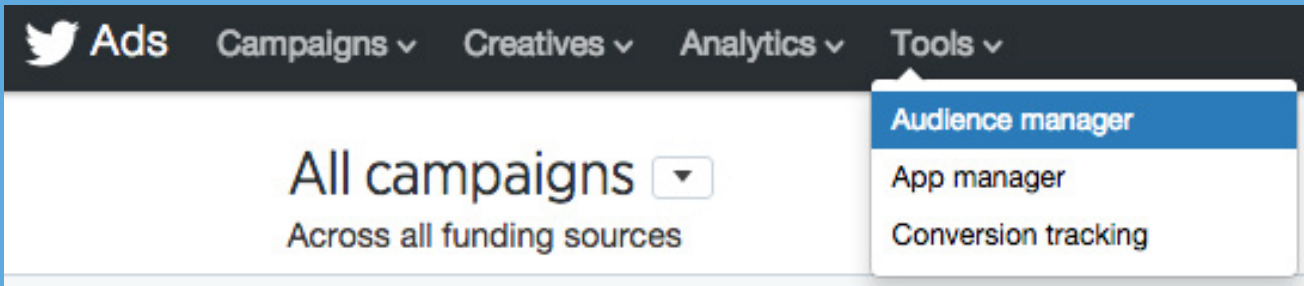 Ads Campaigns Creatives Analytics Tools
Audience manager
App manager
Conversion tracking
All campaigns
Across all funding sources